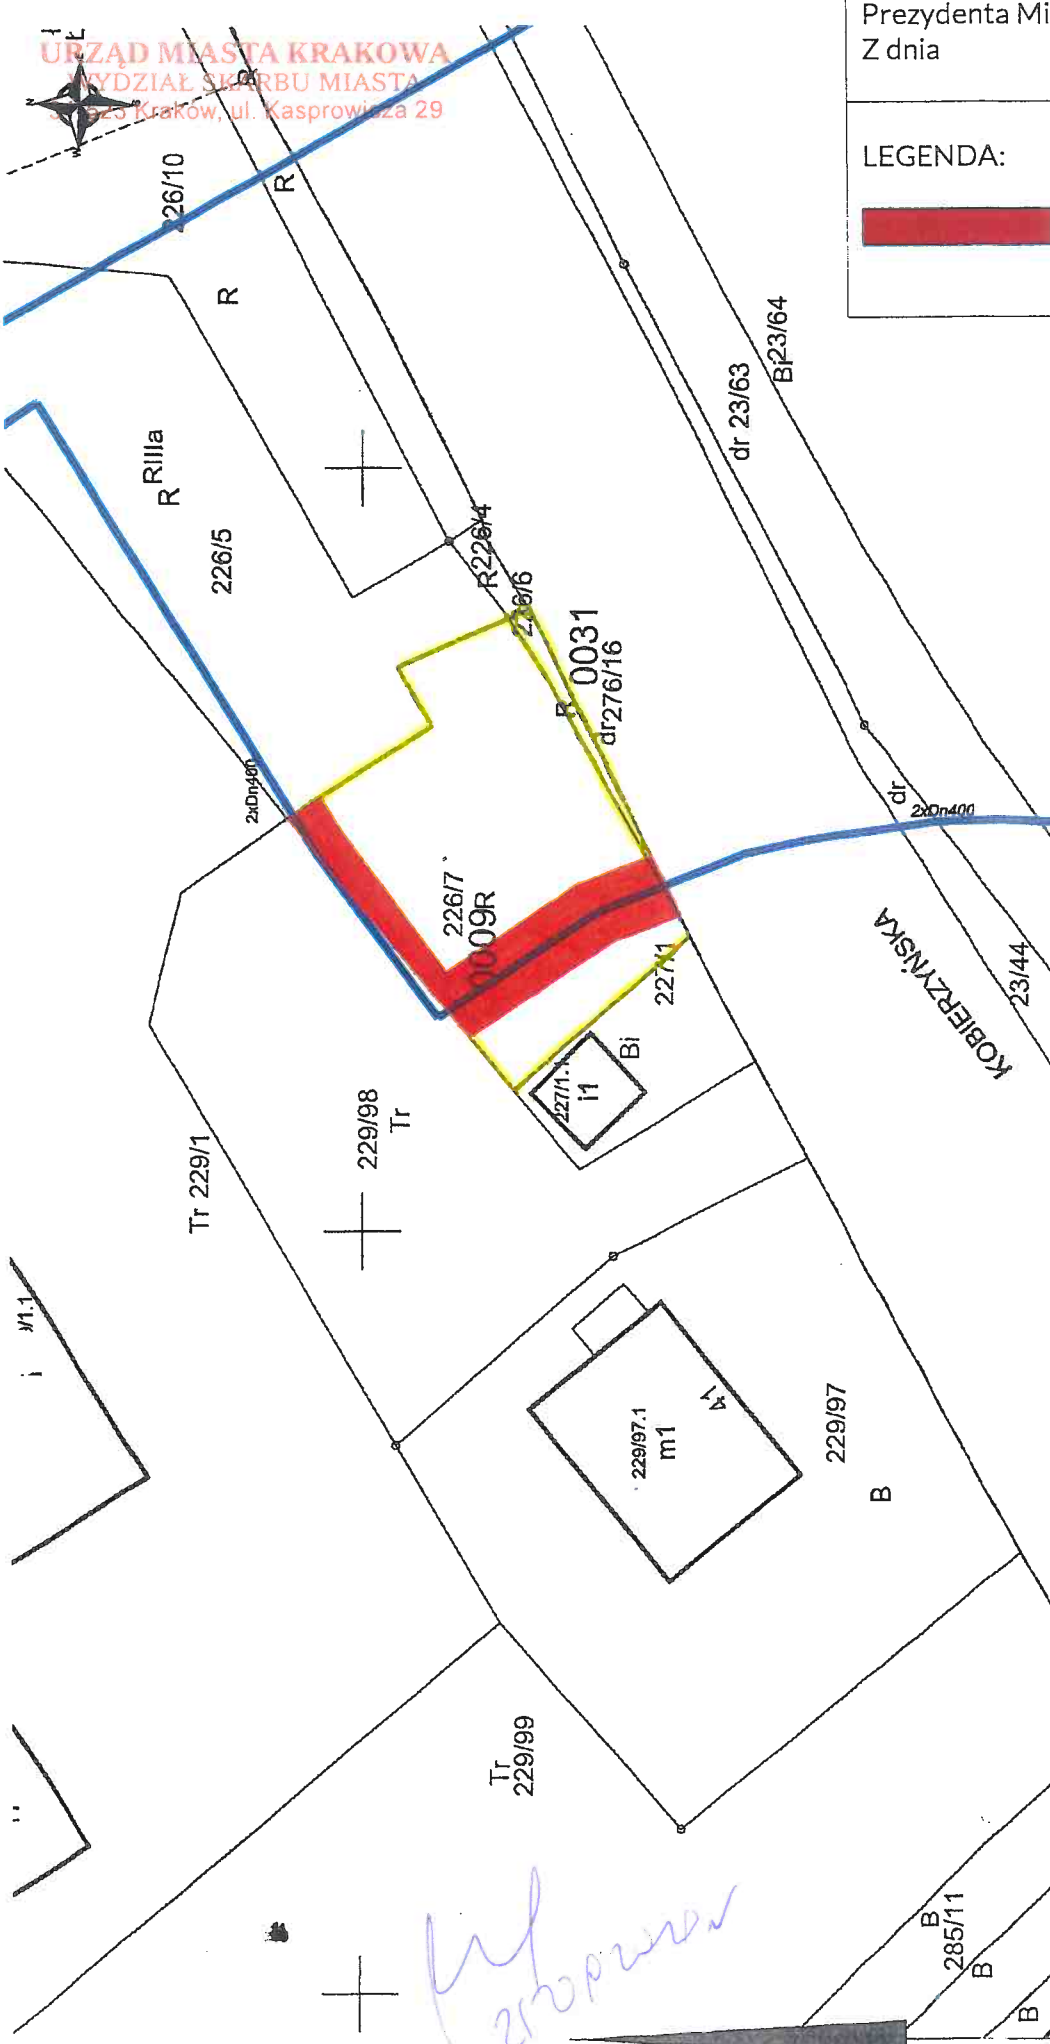 Prezydenta Mi
Z dnia
LEGENDA:
URZĄD MIASTA KRAKOWA
WYDZIAŁ SKARBU MIASTA
Kraków, ul. Kasprowicza 29
N
W
R
226/10
R
R
RIIIa
R
226/5
Bi23/64
dr 23/63
R226/4
226/6
0031
dr276/16
R
2xDn400
226/7
0009R
dr
2xDn400
227/1
KOBIERZYŃSKA
23/44
227/1.1
i1
Bi
229/98
Tr
Tr 229/1
i
229/97.1
m1
41
229/97
B
Tr
229/99
B
285/11
B
B